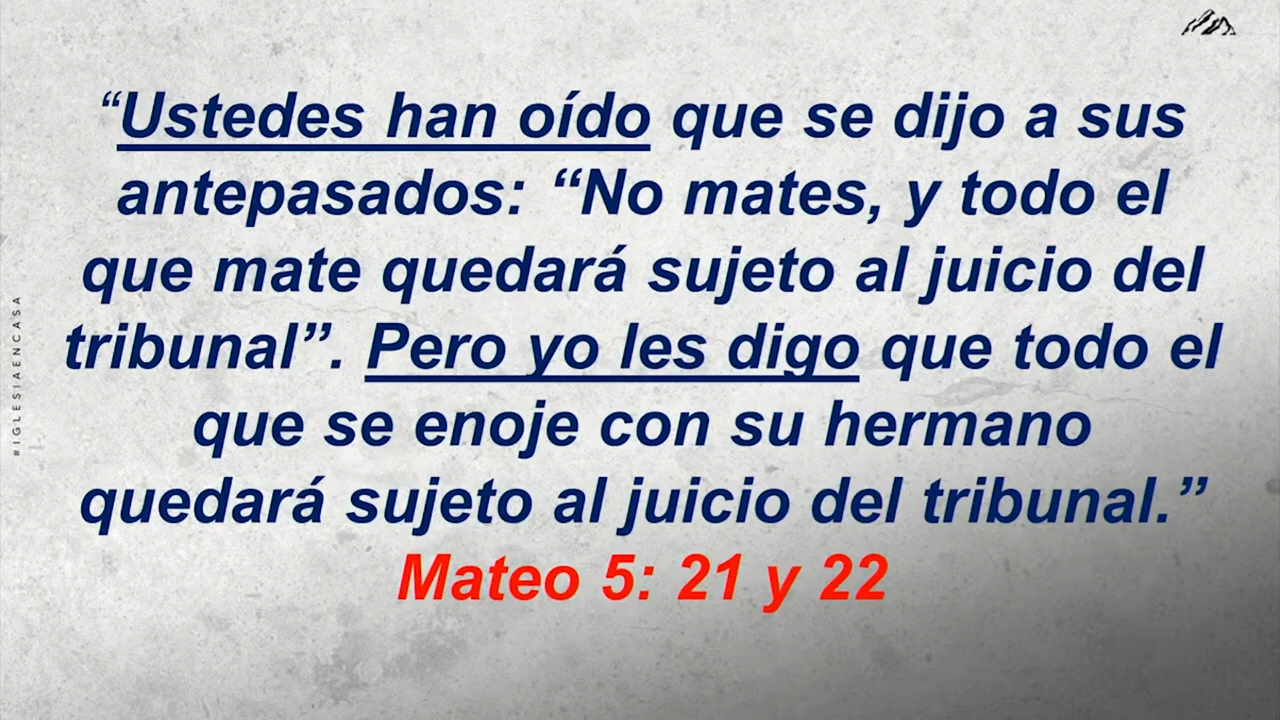 “Ustedes han oído que se dijo a sus
antepasados: “No mates, y todo el
que mate quedará sujeto al juicio del
tribunal”. Pero yo les digo que todo el
que se enoje con su hermano
quedará sujeto al juicio del tribunal.”
Mateo 5: 21 y 22
#IGLESIAENCASA